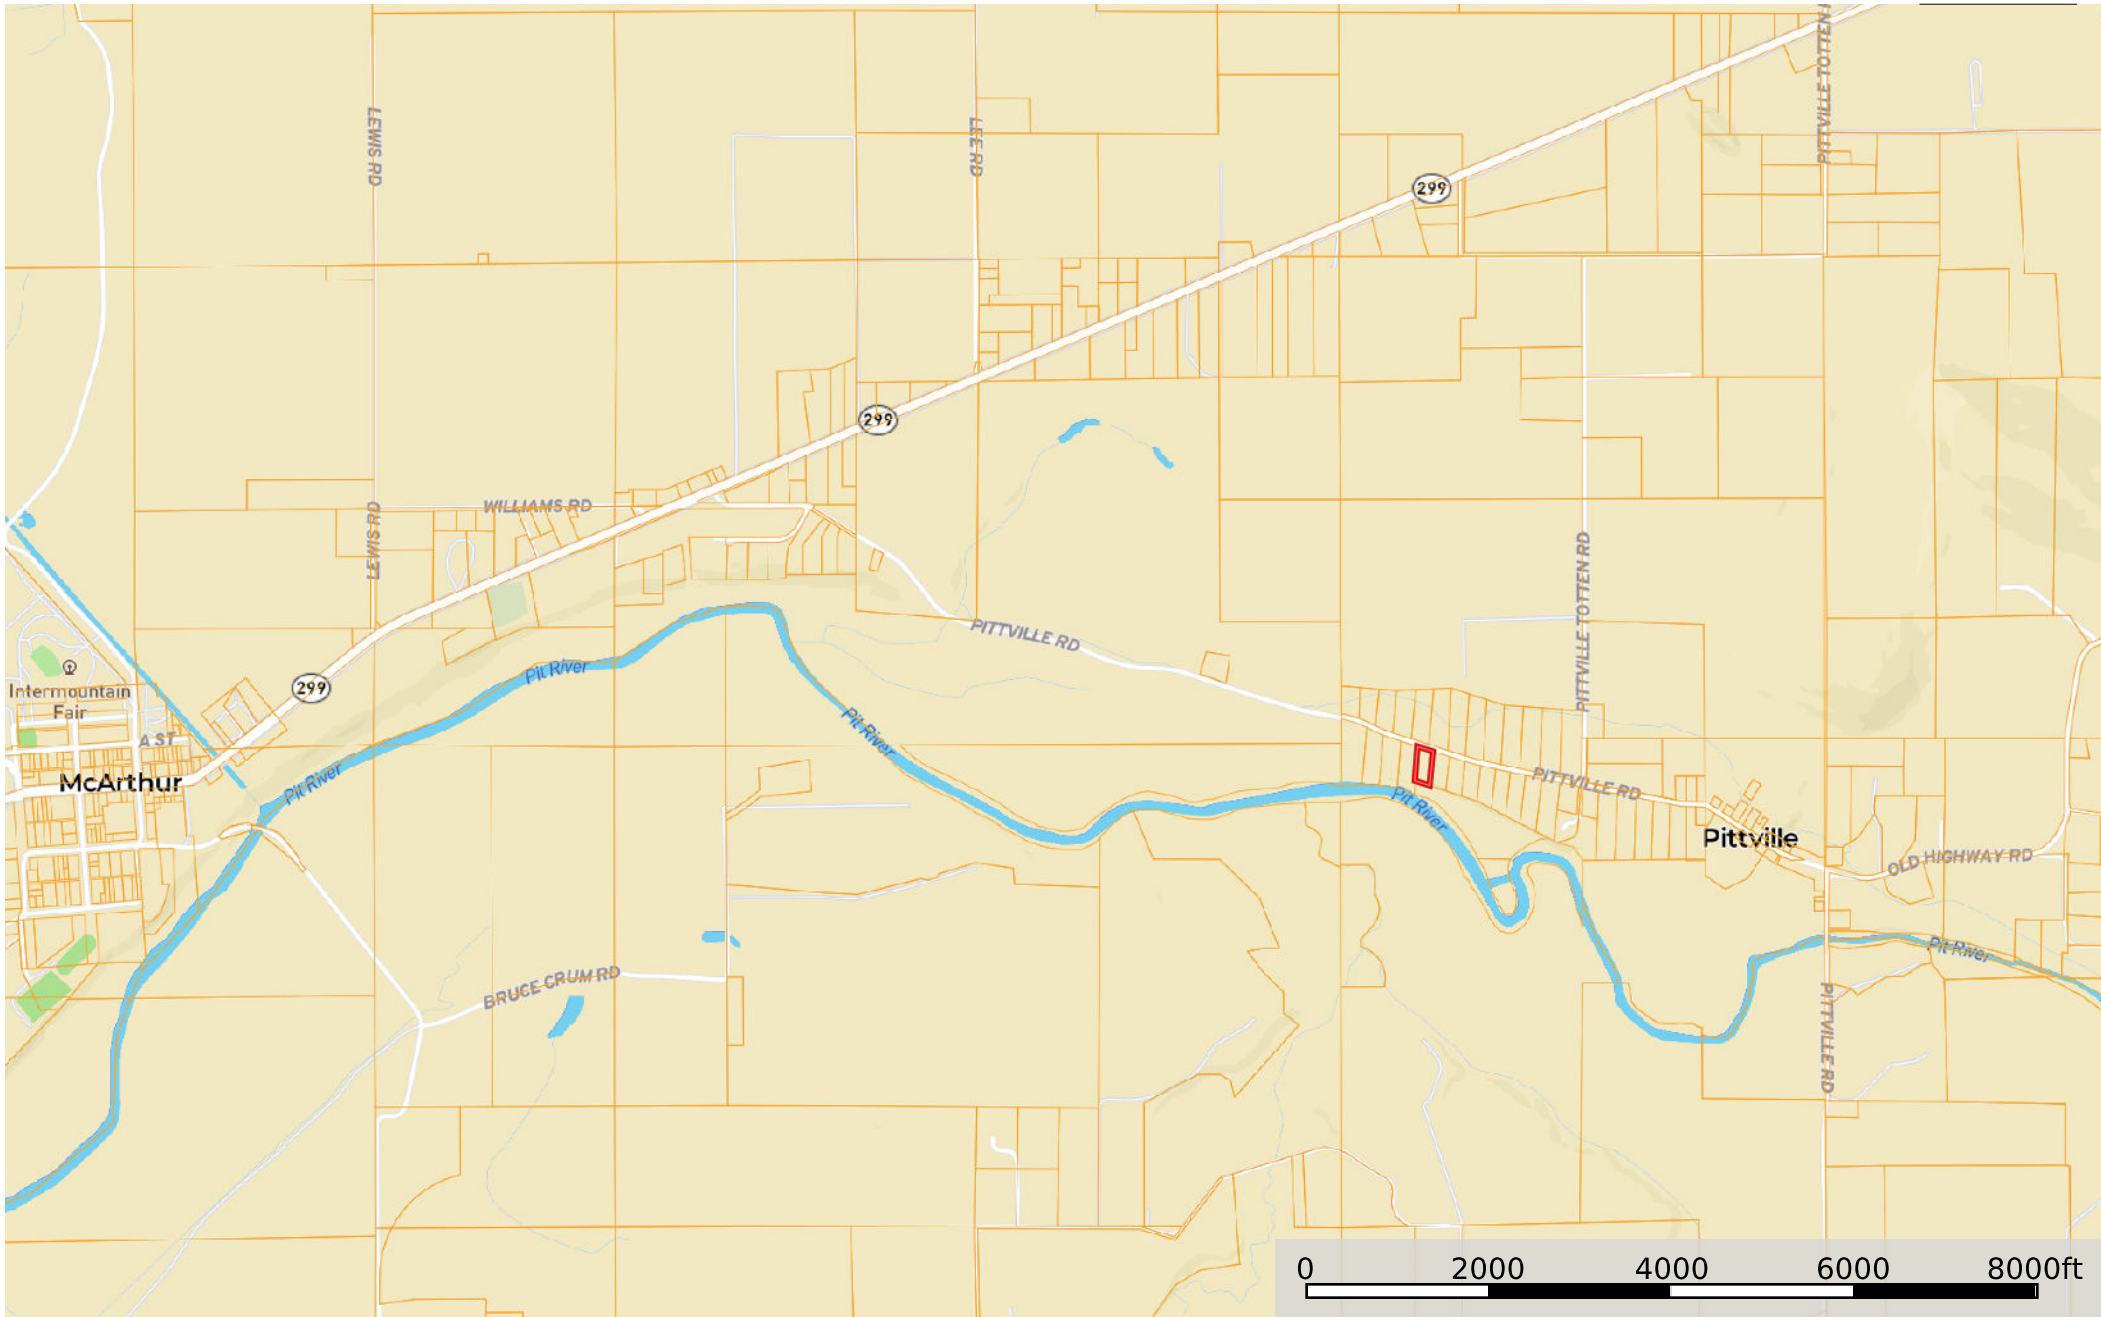 PITTVILLE TOTTEN R
LEWIS RD
LEE RD
299
299
WILLIAMS RD
LEWIS RD
PITTVILLE TOTTEN RD
PITTVILLE RD
Pit River
Intermountain
Fair
299
A ST
McArthur
Pit River
Pit River
PITTVILLE RD
Pit River
Pittville
OLD HIGHWAY RD
Pit River
BRUCE CRUM RD
PITTVILLE RD
0 2000 4000 6000 8000ft